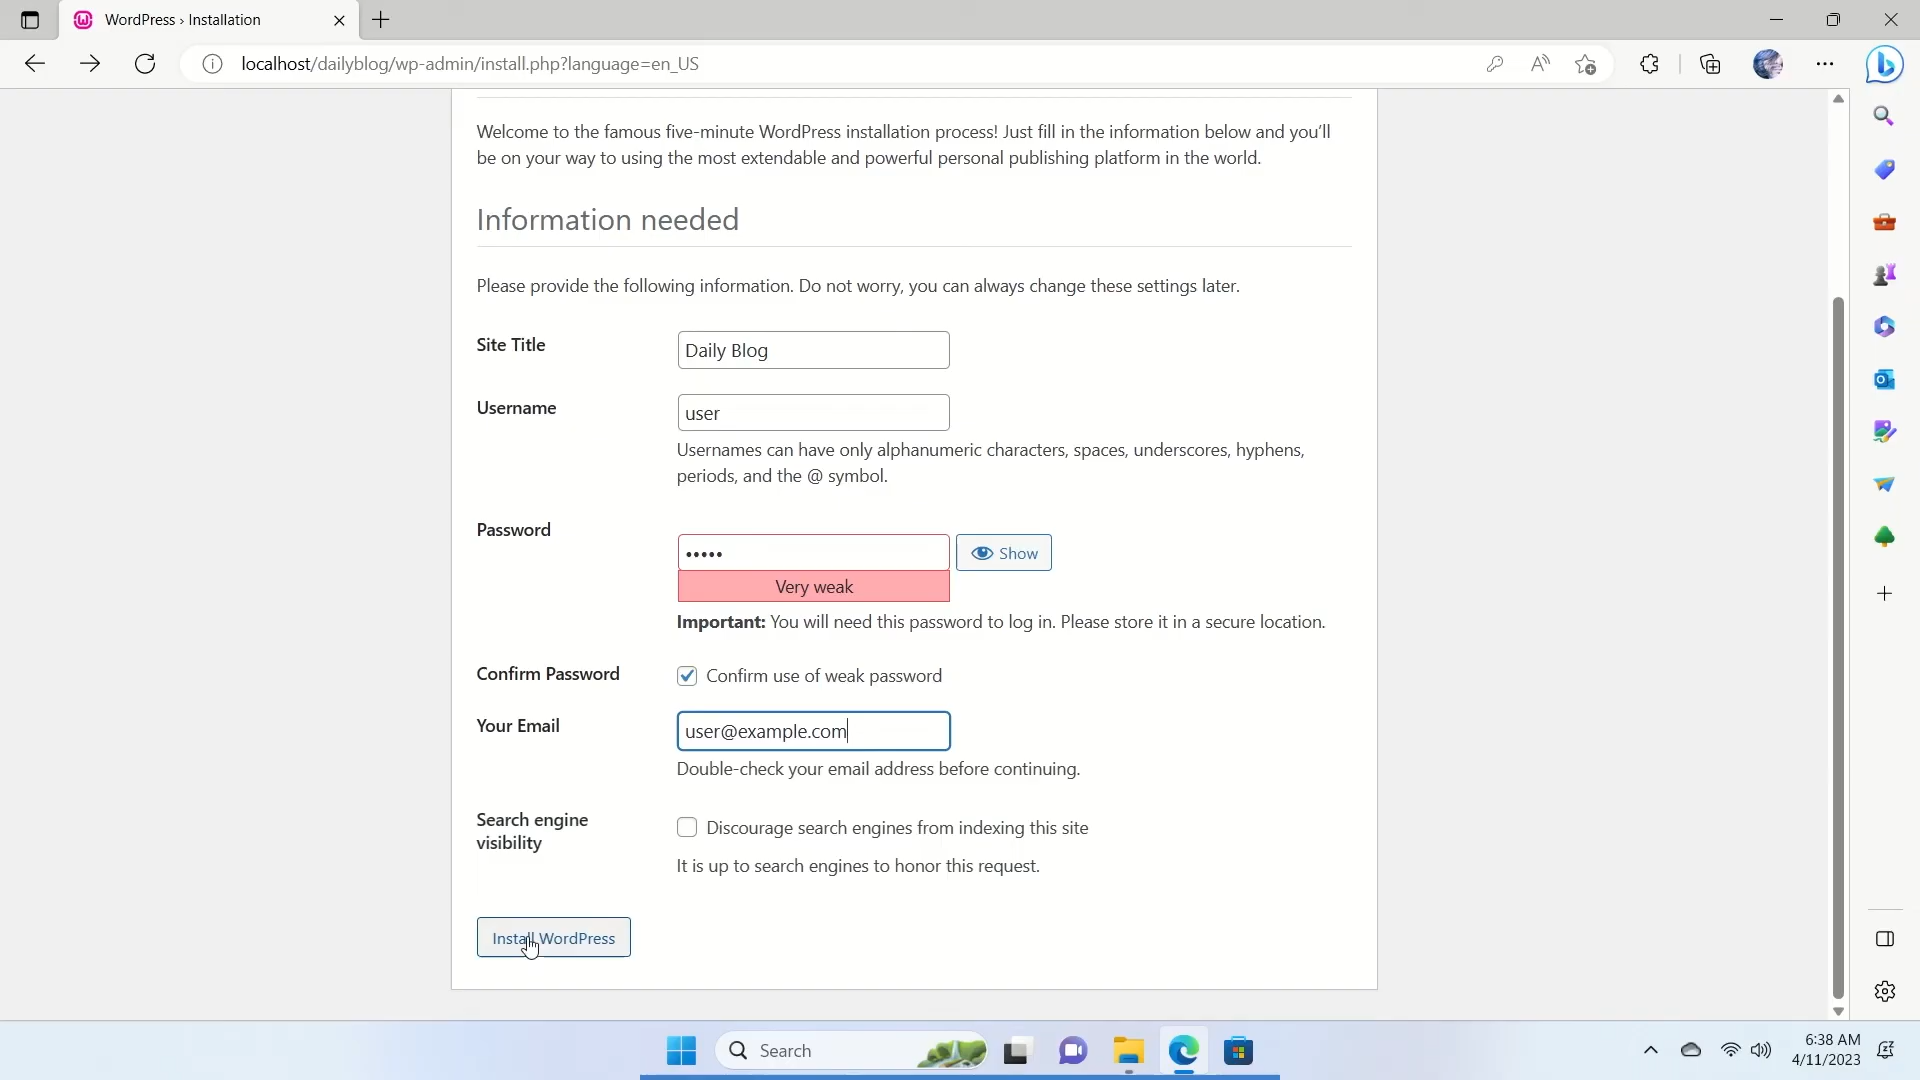 WordPress › Installation
localhost/dailyblog/wp-admin/install.php?language=en_US
Welcome to the famous five-minute WordPress installation process! Just fill in the information below and you’ll
be on your way to using the most extendable and powerful personal publishing platform in the world.
Information needed
Please provide the following information. Do not worry, you can always change these settings later.
Site Title
Daily Blog
Username
user
Usernames can have only alphanumeric characters, spaces, underscores, hyphens,
periods, and the @ symbol.
Password
•••••
Show
Very weak
Important: You will need this password to log in. Please store it in a secure location.
Confirm Password
Confirm use of weak password
Your Email
user@example.com
Double-check your email address before continuing.
Search engine
visibility
Discourage search engines from indexing this site
It is up to search engines to honor this request.
Install WordPress
Search
6:38 AM
4/11/2023